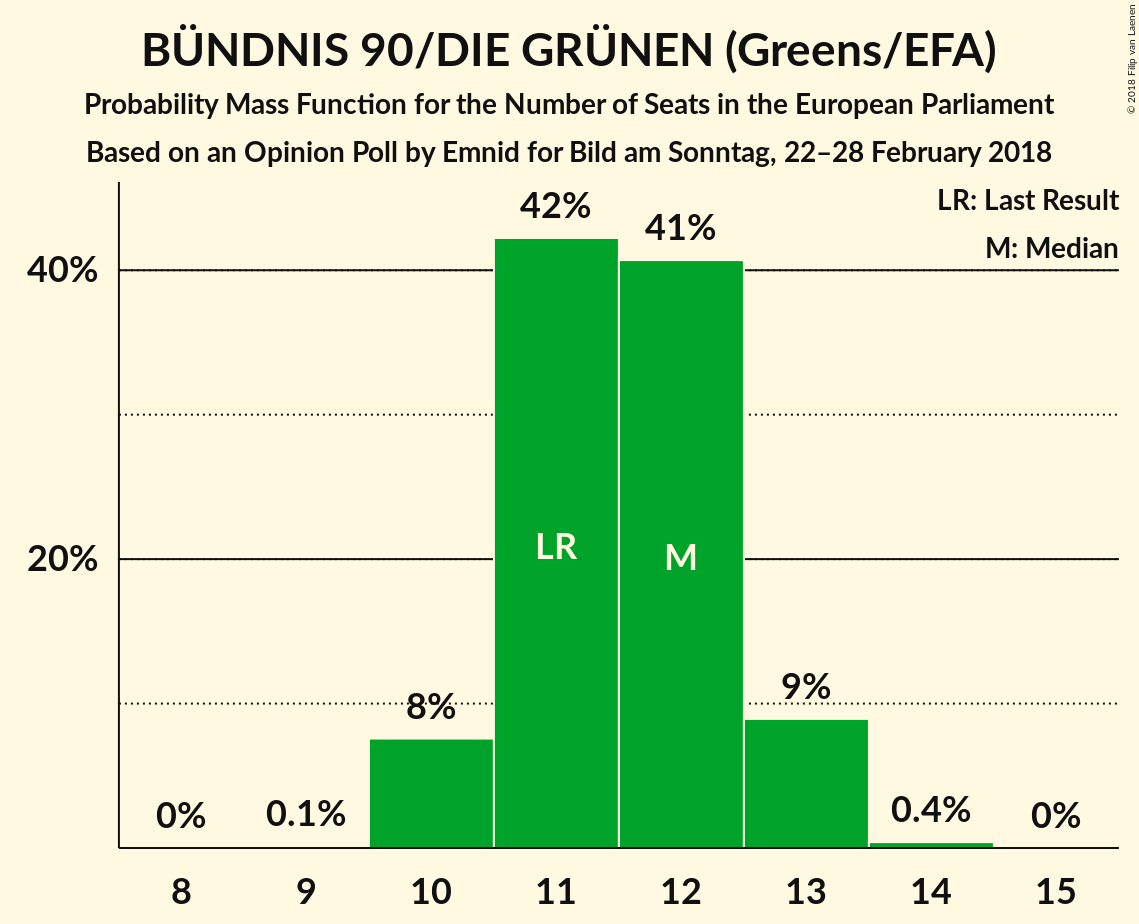 BÜNDNIS 90/DIE GRÜNEN (Greens/EFA)
Probability Mass Function for the Number of Seats in the European Parliament
Based on an Opinion Poll by Emnid for Bild am Sonntag, 22–28 February 2018
© 2018 Filip van Laenen
LR: Last Result
M: Median
42%
41%
40%
LR
M
20%
9%
8%
0%
0.1%
0.4%
0%
8 9 10 11 12 13 14 15